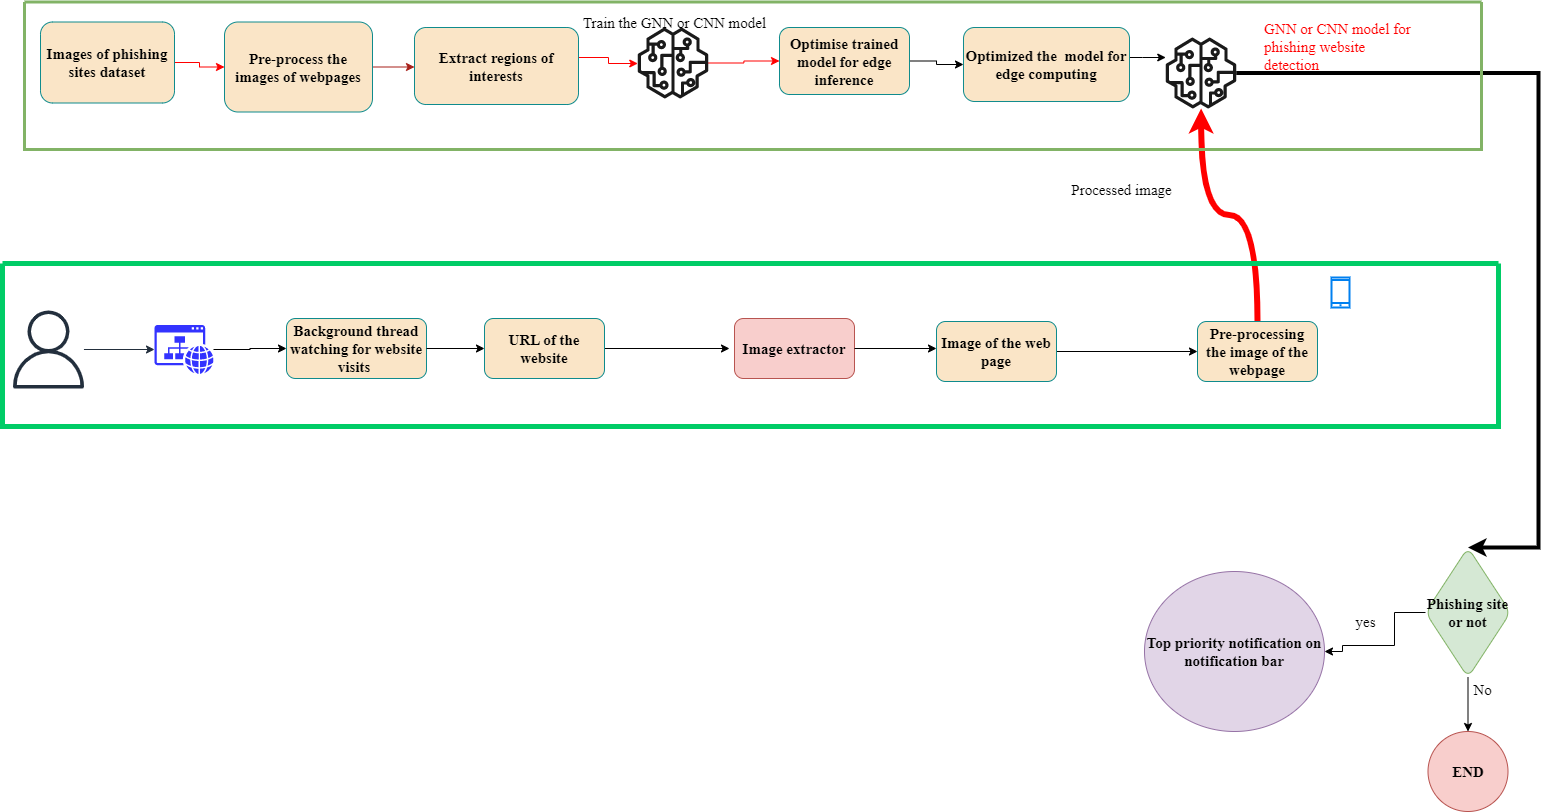 Train the GNN or CNN model
Images of phishing
sites dataset
Pre-process the
images of webpages
Extract regions of
interests
Optimise trained
model for edge
inference
Optimized the model for
edge computing
GNN or CNN model for
phishing website
detection
Processed image
Background thread
watching for website
visits
URL of the
website
Image extractor
Image of the web
page
Pre-processing
the image of the
webpage
Phishing site
or not
yes
Top priority notification on
notification bar
No
END